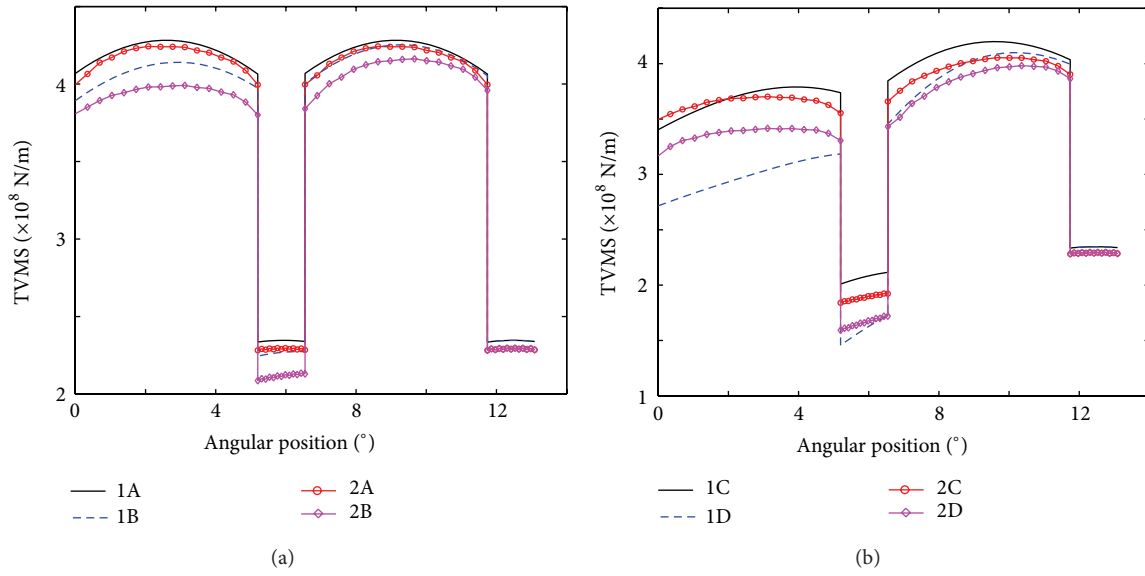 TVMS (×10⁸ N/m)
4
3
2
0
4
8
12
Angular position (°)
1A
1B
2A
2B
(a)
TVMS (×10⁸ N/m)
4
3
2
1
0
4
8
12
Angular position (°)
1C
1D
2C
2D
(b)